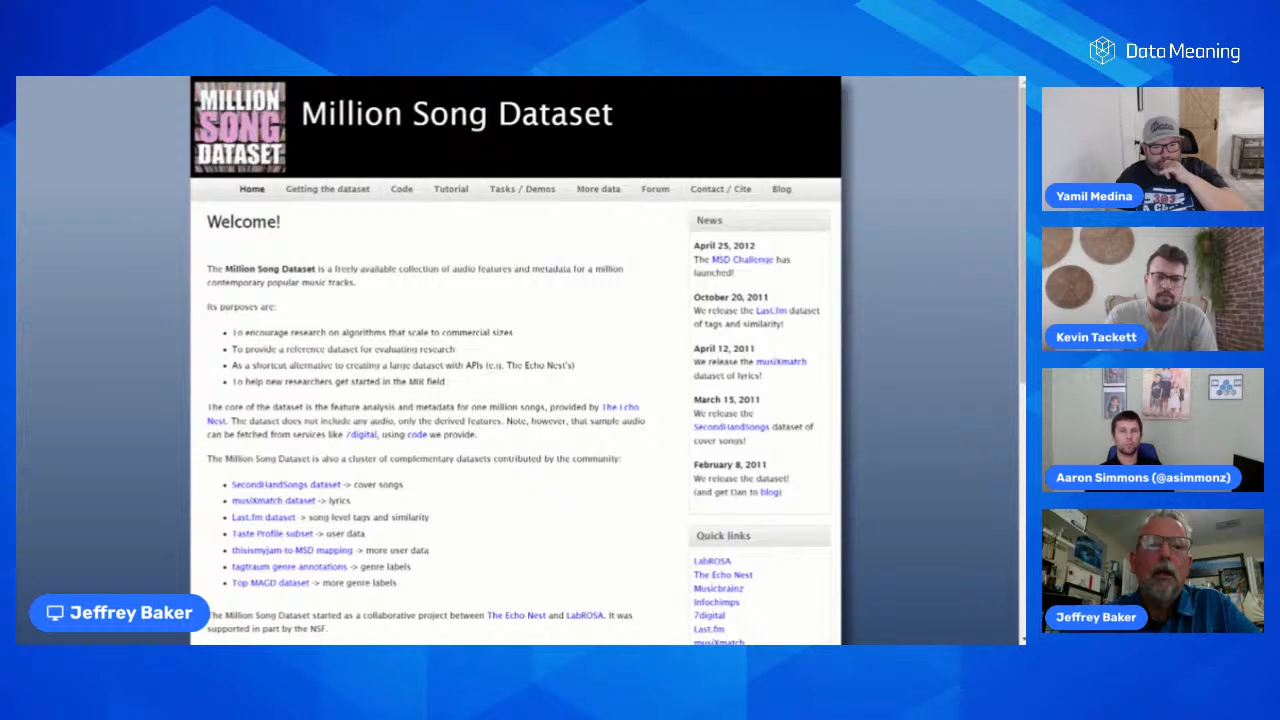 Data Meaning
MILLION
SONG
DATASET
Million Song Dataset
Home Getting the dataset Code Tutorial Tasks / Demos More data Forum Contact / Cite Blog
Welcome!
The Million Song Dataset is a freely-available collection of audio features and metadata for a million
contemporary popular music tracks.
Its purposes are:
To encourage research on algorithms that scale to commercial sizes
To provide a reference dataset for evaluating research
As a shortcut alternative to creating a large dataset with APIs (e.g. The Echo Nest's)
To help new researchers get started in the MIR field
The core of the dataset is the feature analysis and metadata for one million songs, provided by The Echo
Nest. The dataset does not include any audio, only the derived features. Note, however, that sample audio
can be fetched from services like 7digital, using code we provide.
The Million Song Dataset is also a cluster of complementary datasets contributed by the community:
SecondHandSongs dataset -> cover songs
musiXmatch dataset -> lyrics
Last.fm dataset -> song-level tags and similarity
Taste Profile subset -> user data
thisismyjam-to-MSD mapping -> more user data
tagtraum genre annotations -> genre labels
Top MAGD dataset -> more genre labels
The Million Song Dataset started as a collaborative project between The Echo Nest and LabROSA. It was
supported in part by the NSF.
News
April 25, 2012
The MSD Challenge has
launched!
October 20, 2011
We release the Last.fm dataset
of tags and similarity!
April 12, 2011
We release the musiXmatch
dataset of lyrics!
March 15, 2011
We release the
SecondHandSongs dataset of
cover songs!
February 8, 2011
We release the dataset!
(and get Dan to blog)
Quick links
LabROSA
The Echo Nest
Musicbrainz
Infochimps
7digital
Last.fm
musiXmatch
Jeffrey Baker
Yamil Medina
Kevin Tackett
Aaron Simmons (@asimmonz)
Jeffrey Baker